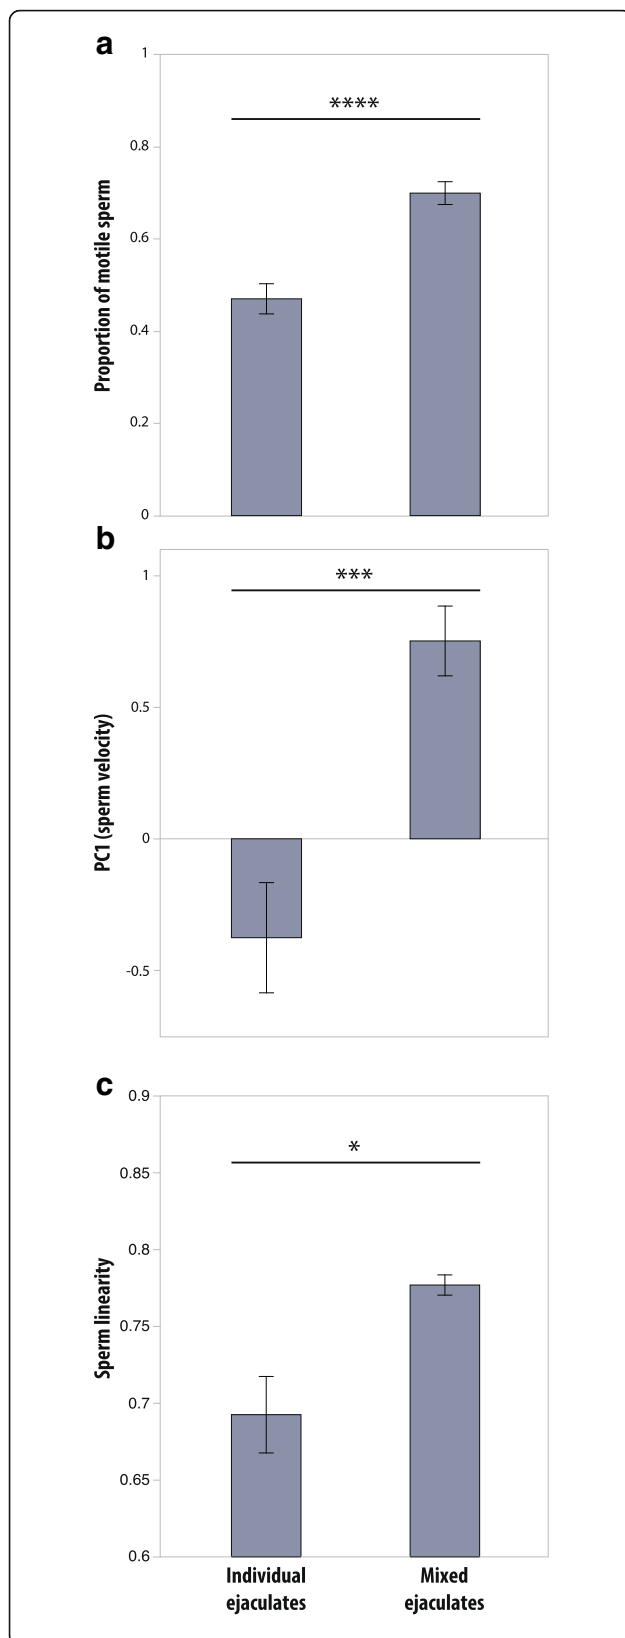 a
1
****
0.8
0.6
0.4
0.2
0
Proportion of motile sperm
b
1
***
0.5
0
-0.5
PC1 (sperm velocity)
c
0.9
*
0.85
0.8
0.75
0.7
0.65
0.6
Sperm linearity
Individual
ejaculates
Mixed
ejaculates